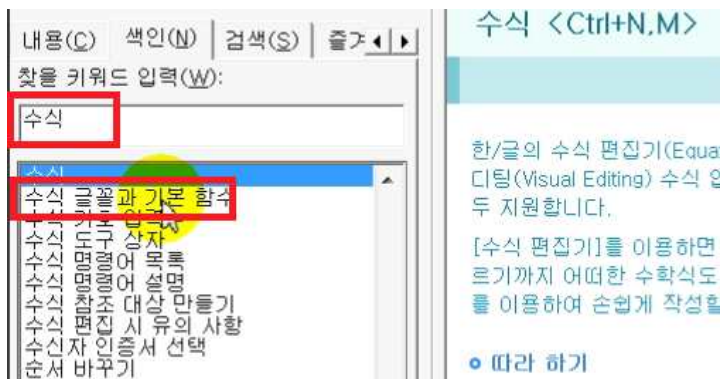 내용(C) 색인(N) 검색(S)
찾을 키워드 입력(W):
수식
수식
수식 글꼴과 기본 함수
수식 기호 입력
수식 도구 상자
수식 명령어 목록
수식 명령어 설명
수식 참조 대상 만들기
수식 편집 시 유의 사항
수신자 인증서 선택
순서 바꾸기
수식 <Ctrl+N,M>
한/글의 수식 편집기(Equa
디팅(Visual Editing) 수식
두 지원합니다.
[수식 편집기]를 이용하면
르기까지 어떠한 수학식도
를 이용하여 손쉽게 작성할
따라 하기